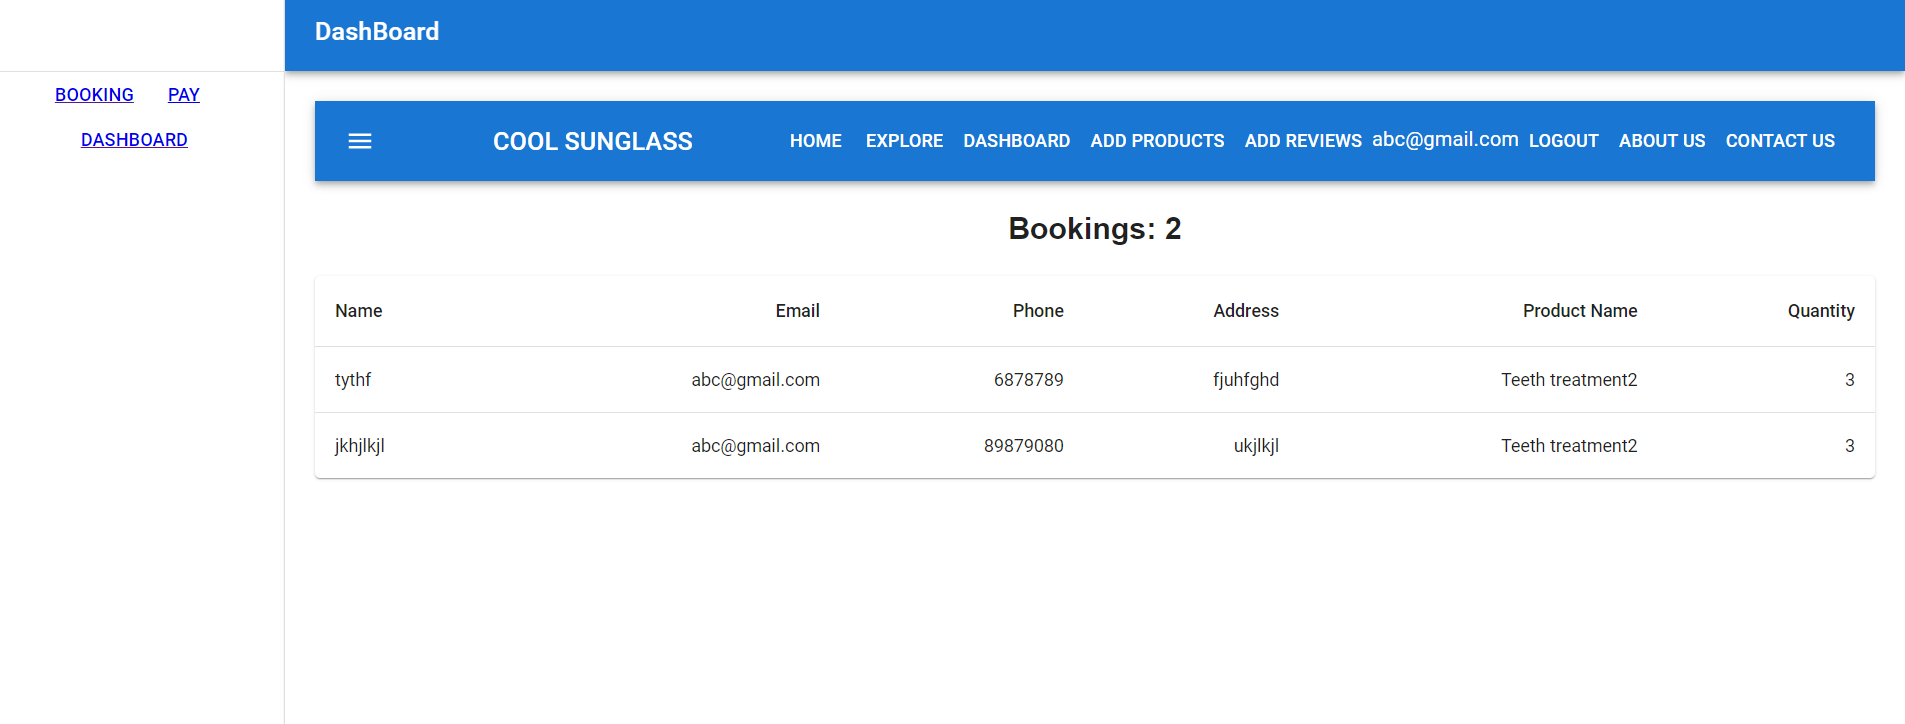 DashBoard
BOOKING PAY
DASHBOARD
COOL SUNGLASS HOME EXPLORE DASHBOARD ADD PRODUCTS ADD REVIEWS abc@gmail.com LOGOUT ABOUT US CONTACT US
Bookings: 2
Name Email Phone Address Product Name Quantity
tythf abc@gmail.com 6878789 fjuhfghd Teeth treatment2 3
jkhjlkjl abc@gmail.com 89879080 ukjlkjl Teeth treatment2 3